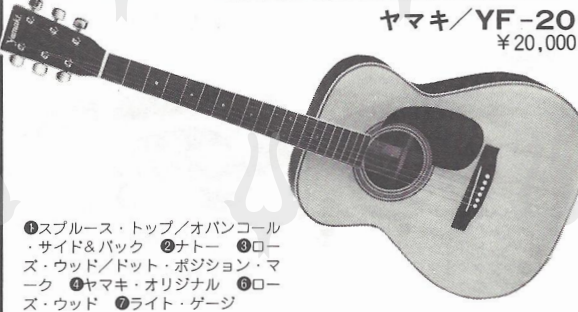 ヤマキ／YF-20
¥20,000
Yamaki
❶スプルース・トップ／オバンコール
・サイド&バック ❷ナトー ❸ロー
ズ・ウッド／ドット・ポジション・マ
ーク ❹ヤマキ・オリジナル ❻ロー
ズ・ウッド ❼ライト・ゲージ